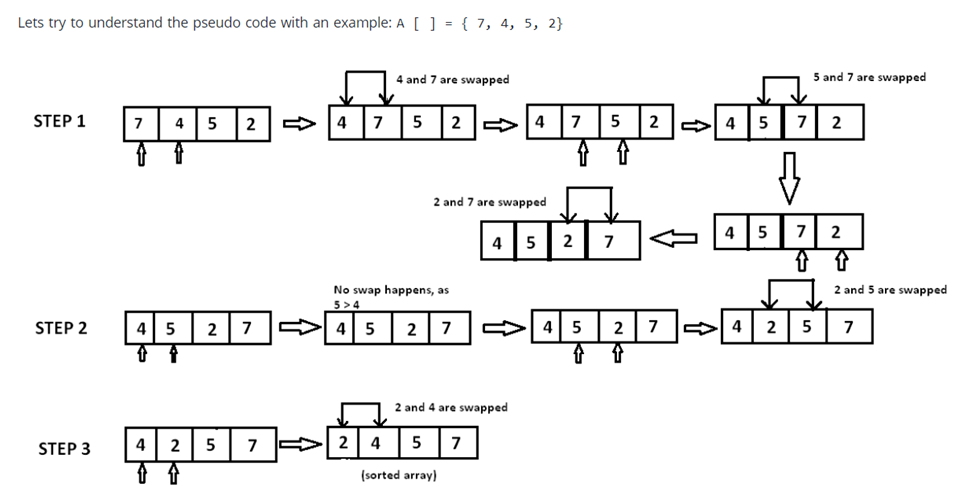 Lets try to understand the pseudo code with an example: A [ ] = { 7, 4, 5, 2}
4 and 7 are swapped
5 and 7 are swapped
STEP 1
7 4 5 2
4 7 5 2
4 7 5 2
4 5 7 2
2 and 7 are swapped
4 5 2 7
4 5 7 2
No swap happens, as
5 > 4
2 and 5 are swapped
STEP 2
4 5 2 7
4 5 2 7
4 5 2 7
4 2 5 7
2 and 4 are swapped
STEP 3
4 2 5 7
2 4 5 7
(sorted array)